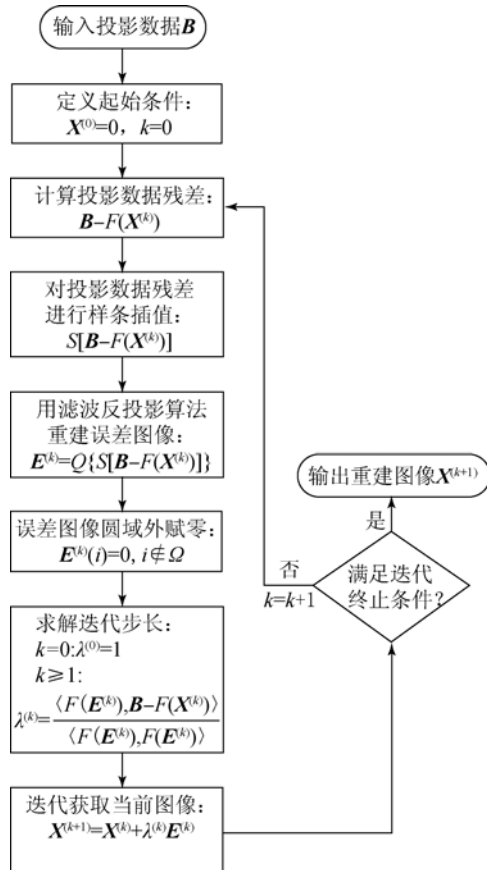 输入投影数据B
定义起始条件：
X⁽⁰⁾=0，k=0
计算投影数据残差：
B–F(X⁽ᵏ⁾)
对投影数据残差
进行样条插值：
S[B–F(X⁽ᵏ⁾)]
用滤波反投影算法
重建误差图像：
E⁽ᵏ⁾=Q{S[B–F(X⁽ᵏ⁾)]}
误差图像圆域外赋零：
E⁽ᵏ⁾(i)=0, i∉Ω
求解迭代步长：
k=0:λ⁽⁰⁾=1
k≥1:
λ⁽ᵏ⁾=⟨F(E⁽ᵏ⁾),B–F(X⁽ᵏ⁾)⟩/⟨F(E⁽ᵏ⁾),F(E⁽ᵏ⁾)⟩
迭代获取当前图像：
X⁽ᵏ⁺¹⁾=X⁽ᵏ⁾+λ⁽ᵏ⁾E⁽ᵏ⁾
满足迭代
终止条件？
否
k=k+1
是
输出重建图像X⁽ᵏ⁺¹⁾